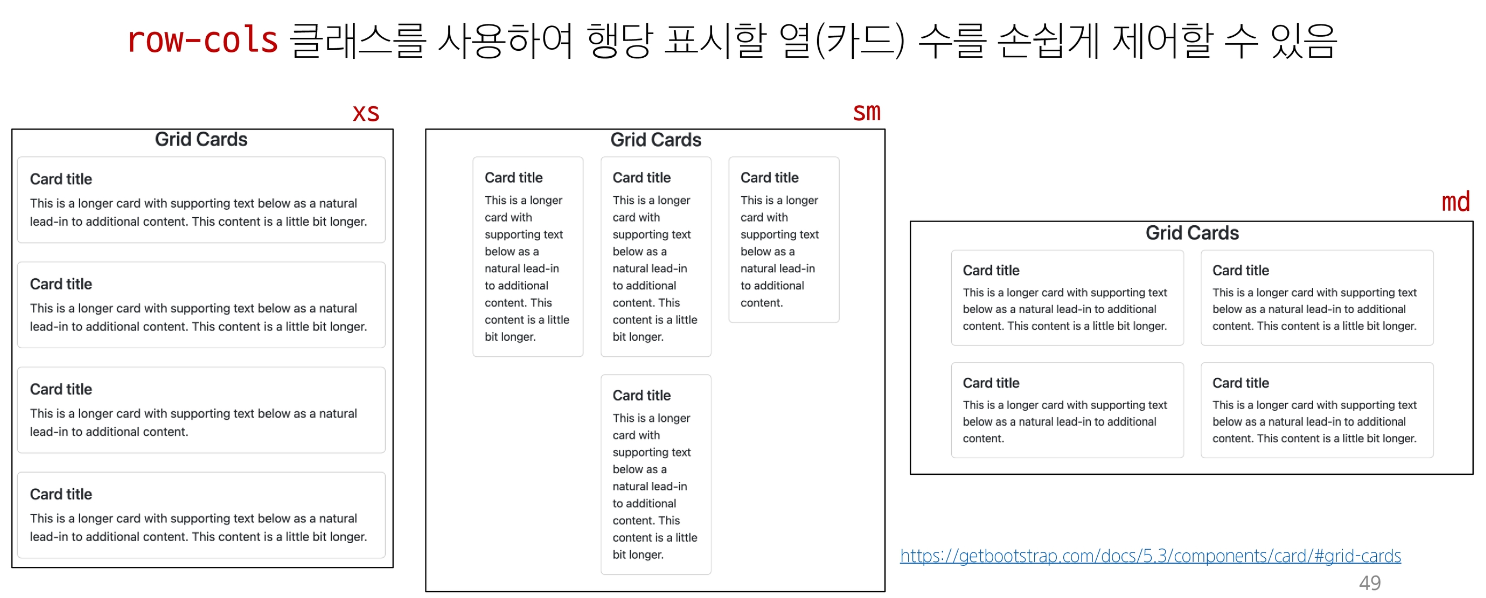 row-cols 클래스를 사용하여 행당 표시할 열(카드) 수를 손쉽게 제어할 수 있음
xs
Grid Cards
Card title
This is a longer card with supporting text below as a natural
lead-in to additional content. This content is a little bit longer.
Card title
This is a longer card with supporting text below as a natural
lead-in to additional content. This content is a little bit longer.
Card title
This is a longer card with supporting text below as a natural
lead-in to additional content.
Card title
This is a longer card with supporting text below as a natural
lead-in to additional content. This content is a little bit longer.
sm
Grid Cards
Card title
This is a longer
card with
supporting text
below as a
natural lead-in
to additional
content. This
content is a little
bit longer.
Card title
This is a longer
card with
supporting text
below as a
natural lead-in
to additional
content. This
content is a little
bit longer.
Card title
This is a longer
card with
supporting text
below as a
natural lead-in
to additional
content.
Card title
This is a longer
card with
supporting text
below as a
natural lead-in
to additional
content. This
content is a little
bit longer.
md
Grid Cards
Card title
This is a longer card with supporting text
below as a natural lead-in to additional
content. This content is a little bit longer.
Card title
This is a longer card with supporting text
below as a natural lead-in to additional
content. This content is a little bit longer.
Card title
This is a longer card with supporting text
below as a natural lead-in to additional
content.
Card title
This is a longer card with supporting text
below as a natural lead-in to additional
content. This content is a little bit longer.
https://getbootstrap.com/docs/5.3/components/card/#grid-cards
49